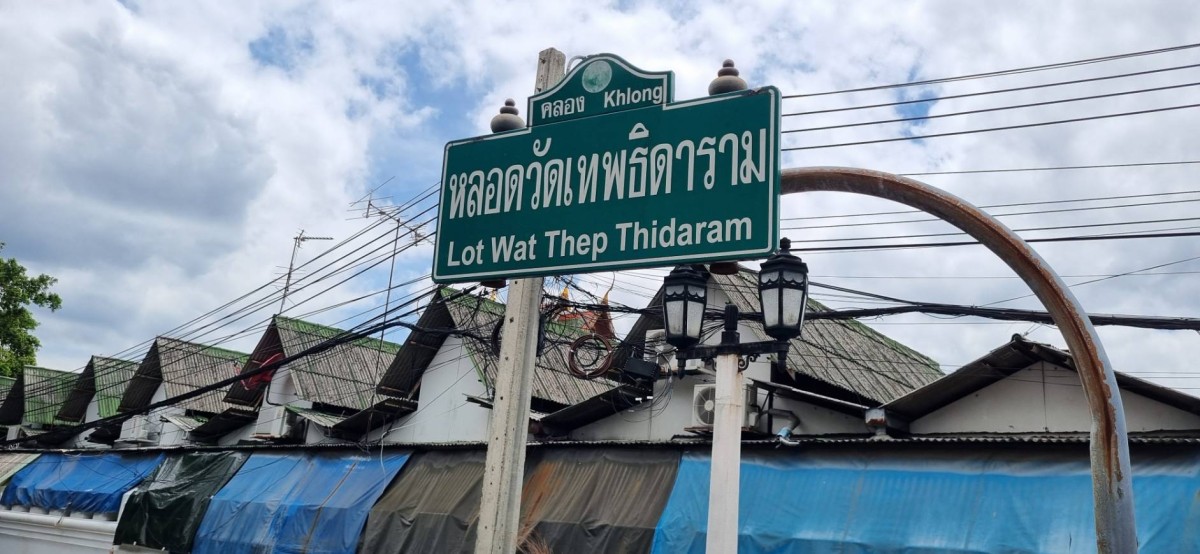 คลอง Khlong
หลอดวัดเทพธิดาราม
Lot Wat Thep Thidaram